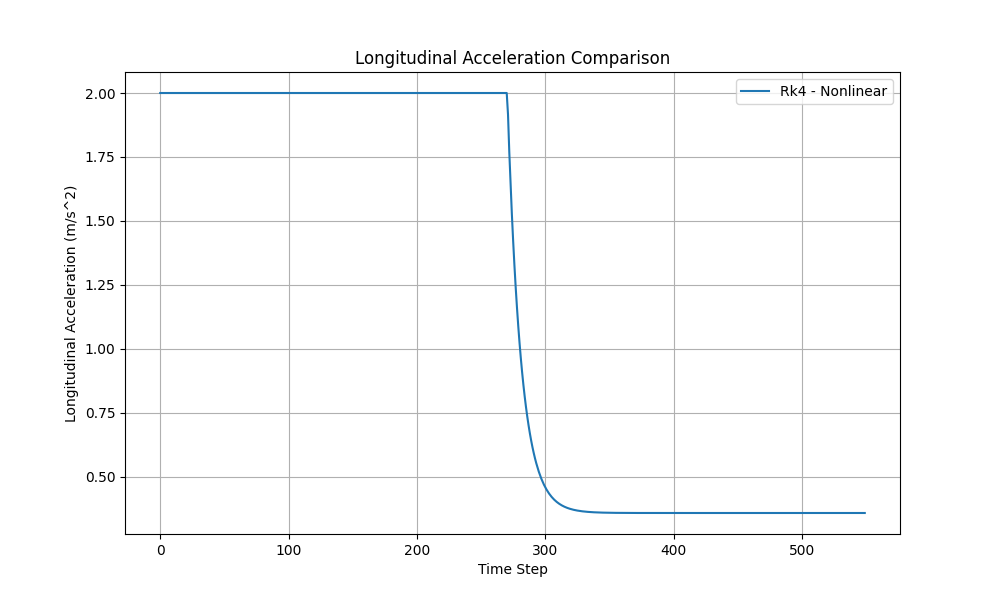 Longitudinal Acceleration Comparison
Rk4 - Nonlinear
Longitudinal Acceleration (m/s^2)
2.00
1.75
1.50
1.25
1.00
0.75
0.50
0 100 200 300 400 500
Time Step